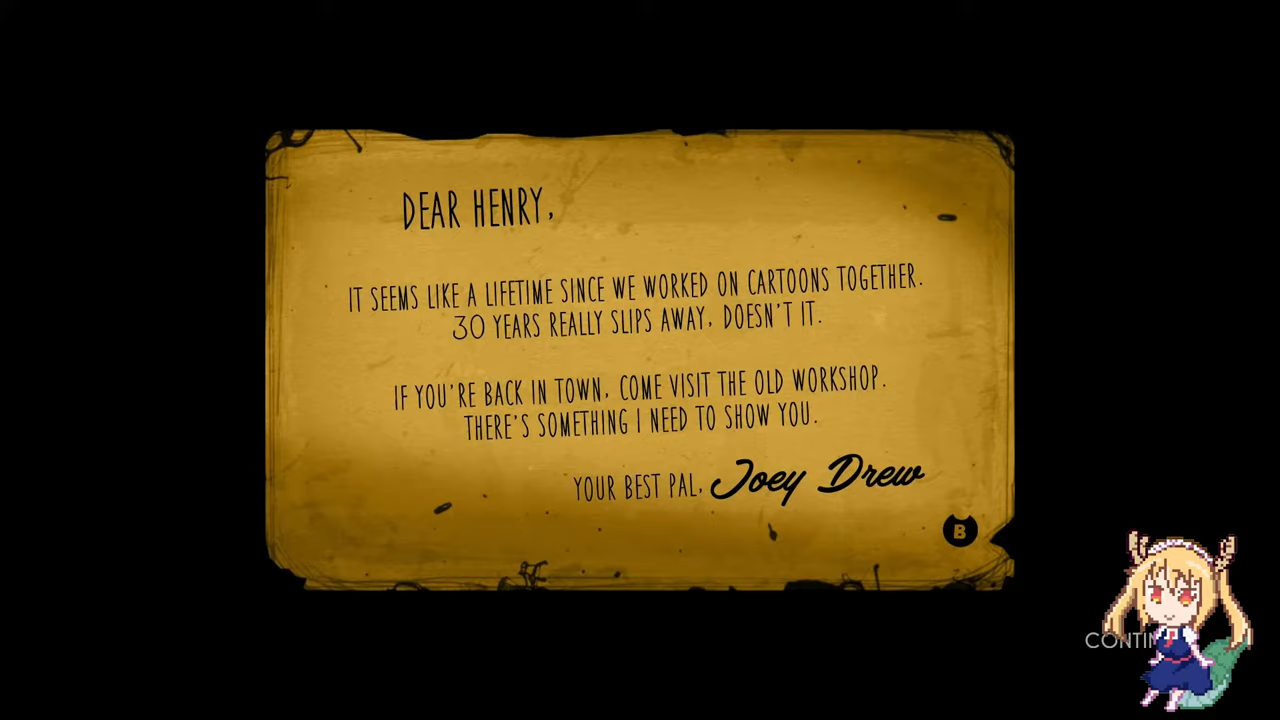 DEAR HENRY,
IT SEEMS LIKE A LIFETIME SINCE WE WORKED ON CARTOONS TOGETHER.
30 YEARS REALLY SLIPS AWAY, DOESN'T IT.
IF YOU'RE BACK IN TOWN, COME VISIT THE OLD WORKSHOP.
THERE'S SOMETHING I NEED TO SHOW YOU.
YOUR BEST PAL, Joey Drew
B